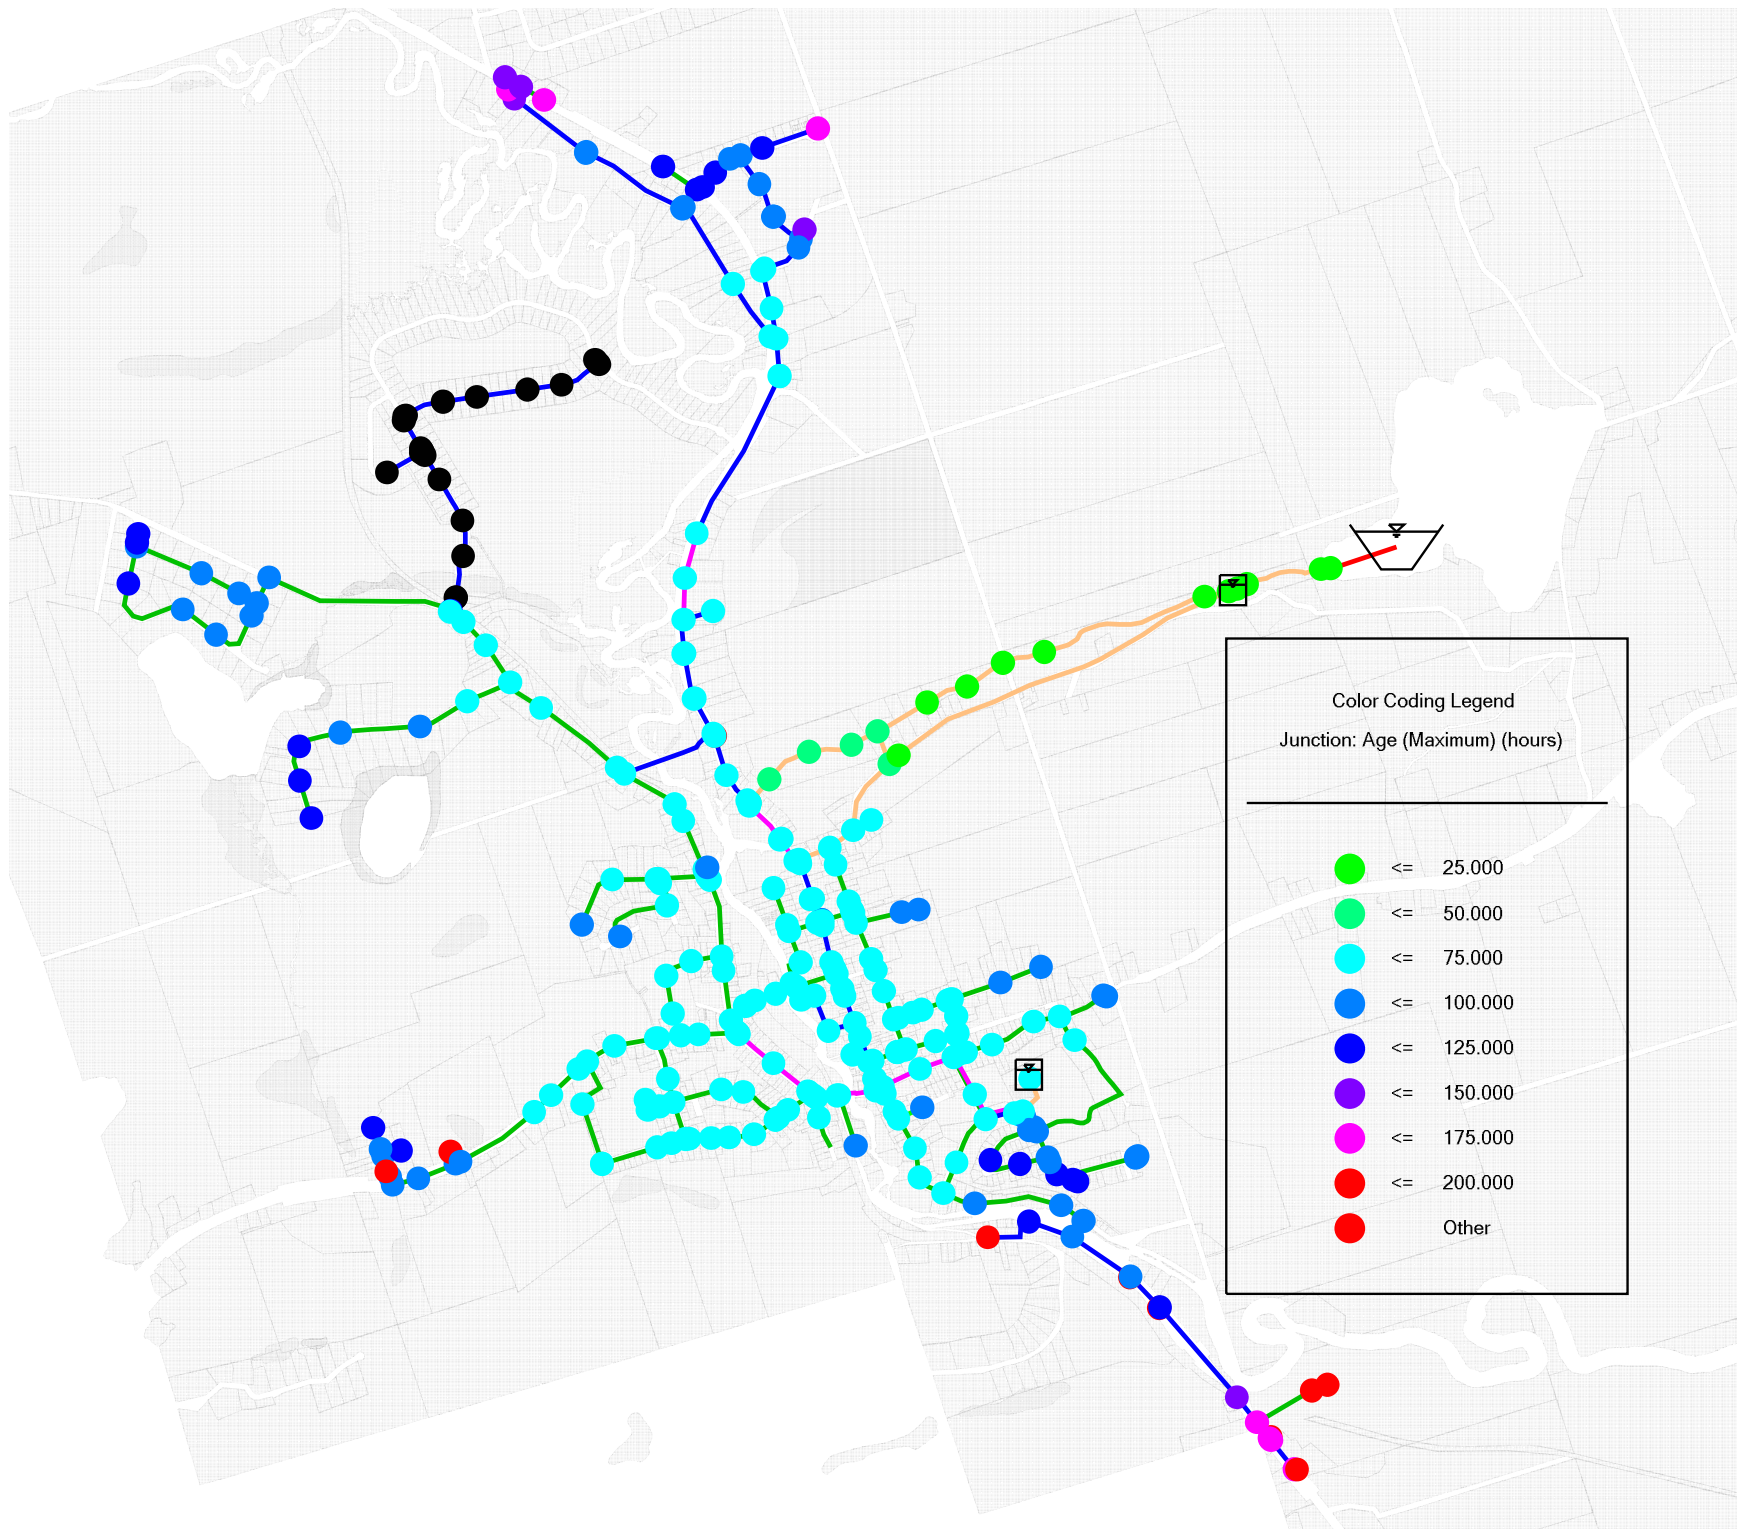 Color Coding Legend
Junction: Age (Maximum) (hours)
<= 25.000
<= 50.000
<= 75.000
<= 100.000
<= 125.000
<= 150.000
<= 175.000
<= 200.000
Other